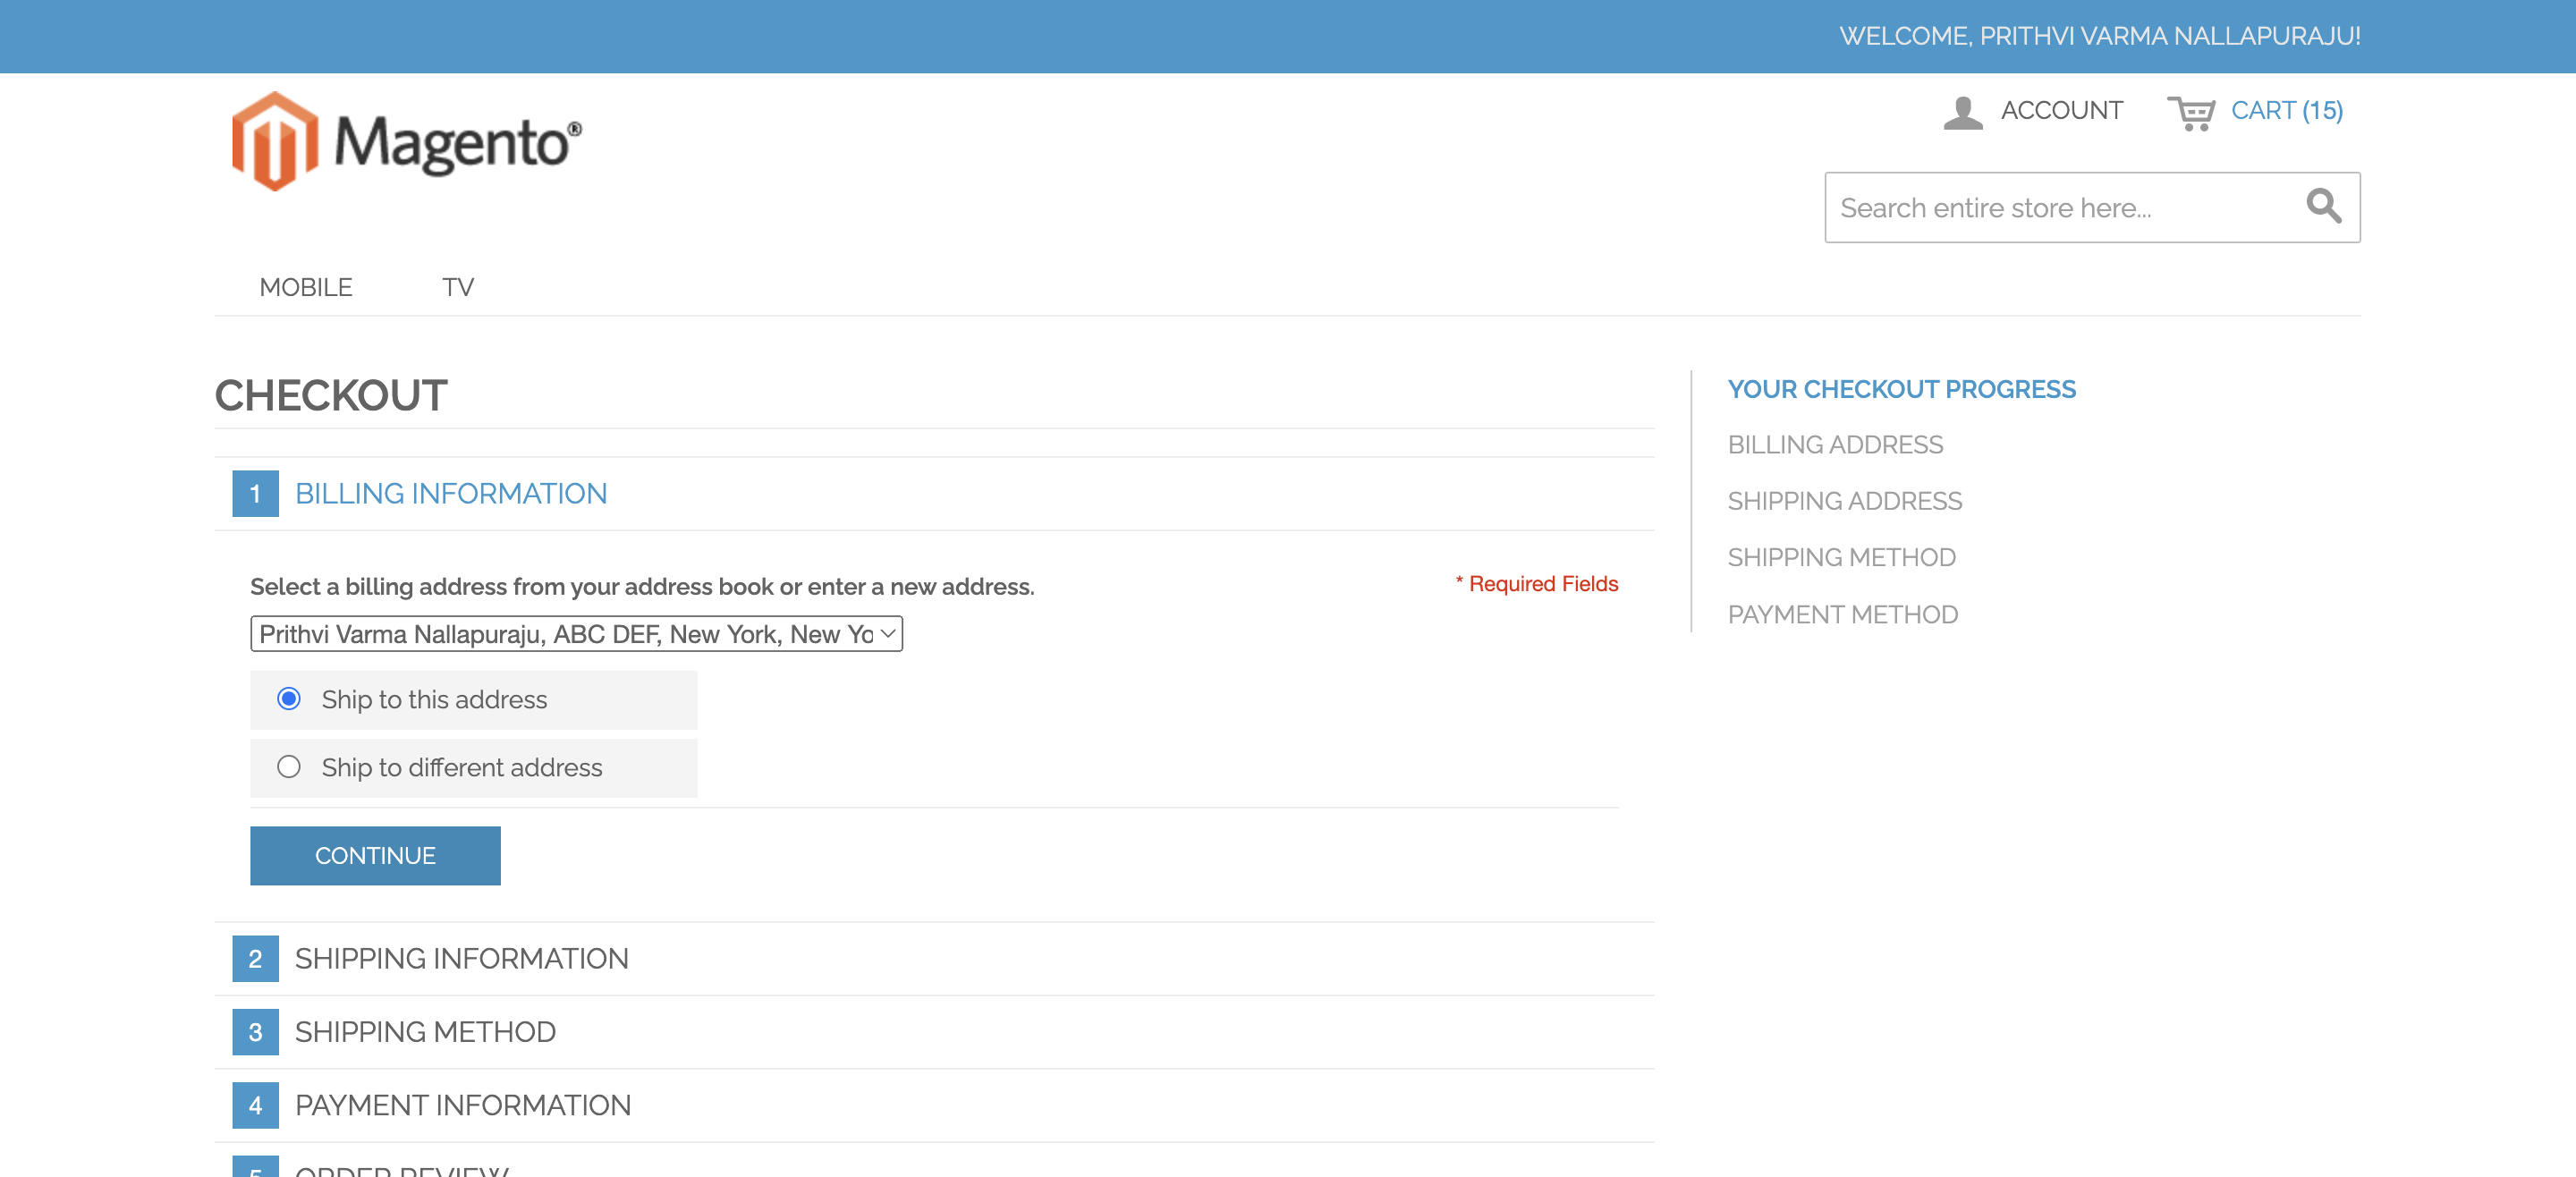 WELCOME, PRITHVI VARMA NALLAPURAJU!
Magento®
ACCOUNT
CART (15)
Search entire store here...
MOBILE
TV
CHECKOUT
1 BILLING INFORMATION
Select a billing address from your address book or enter a new address.
* Required Fields
Prithvi Varma Nallapuraju, ABC DEF, New York, New Yo
Ship to this address
Ship to different address
CONTINUE
2 SHIPPING INFORMATION
3 SHIPPING METHOD
4 PAYMENT INFORMATION
5 ORDER REVIEW
YOUR CHECKOUT PROGRESS
BILLING ADDRESS
SHIPPING ADDRESS
SHIPPING METHOD
PAYMENT METHOD